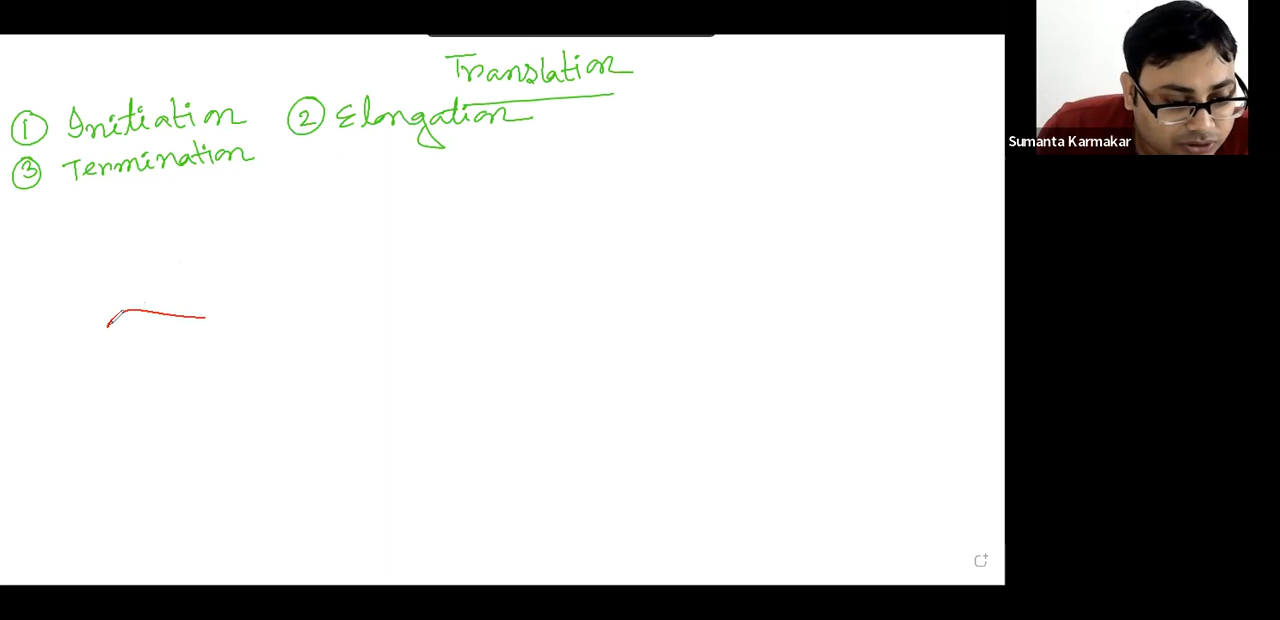 Translation
① Initiation ② Elongation
③ Termination
Sumanta Karmakar